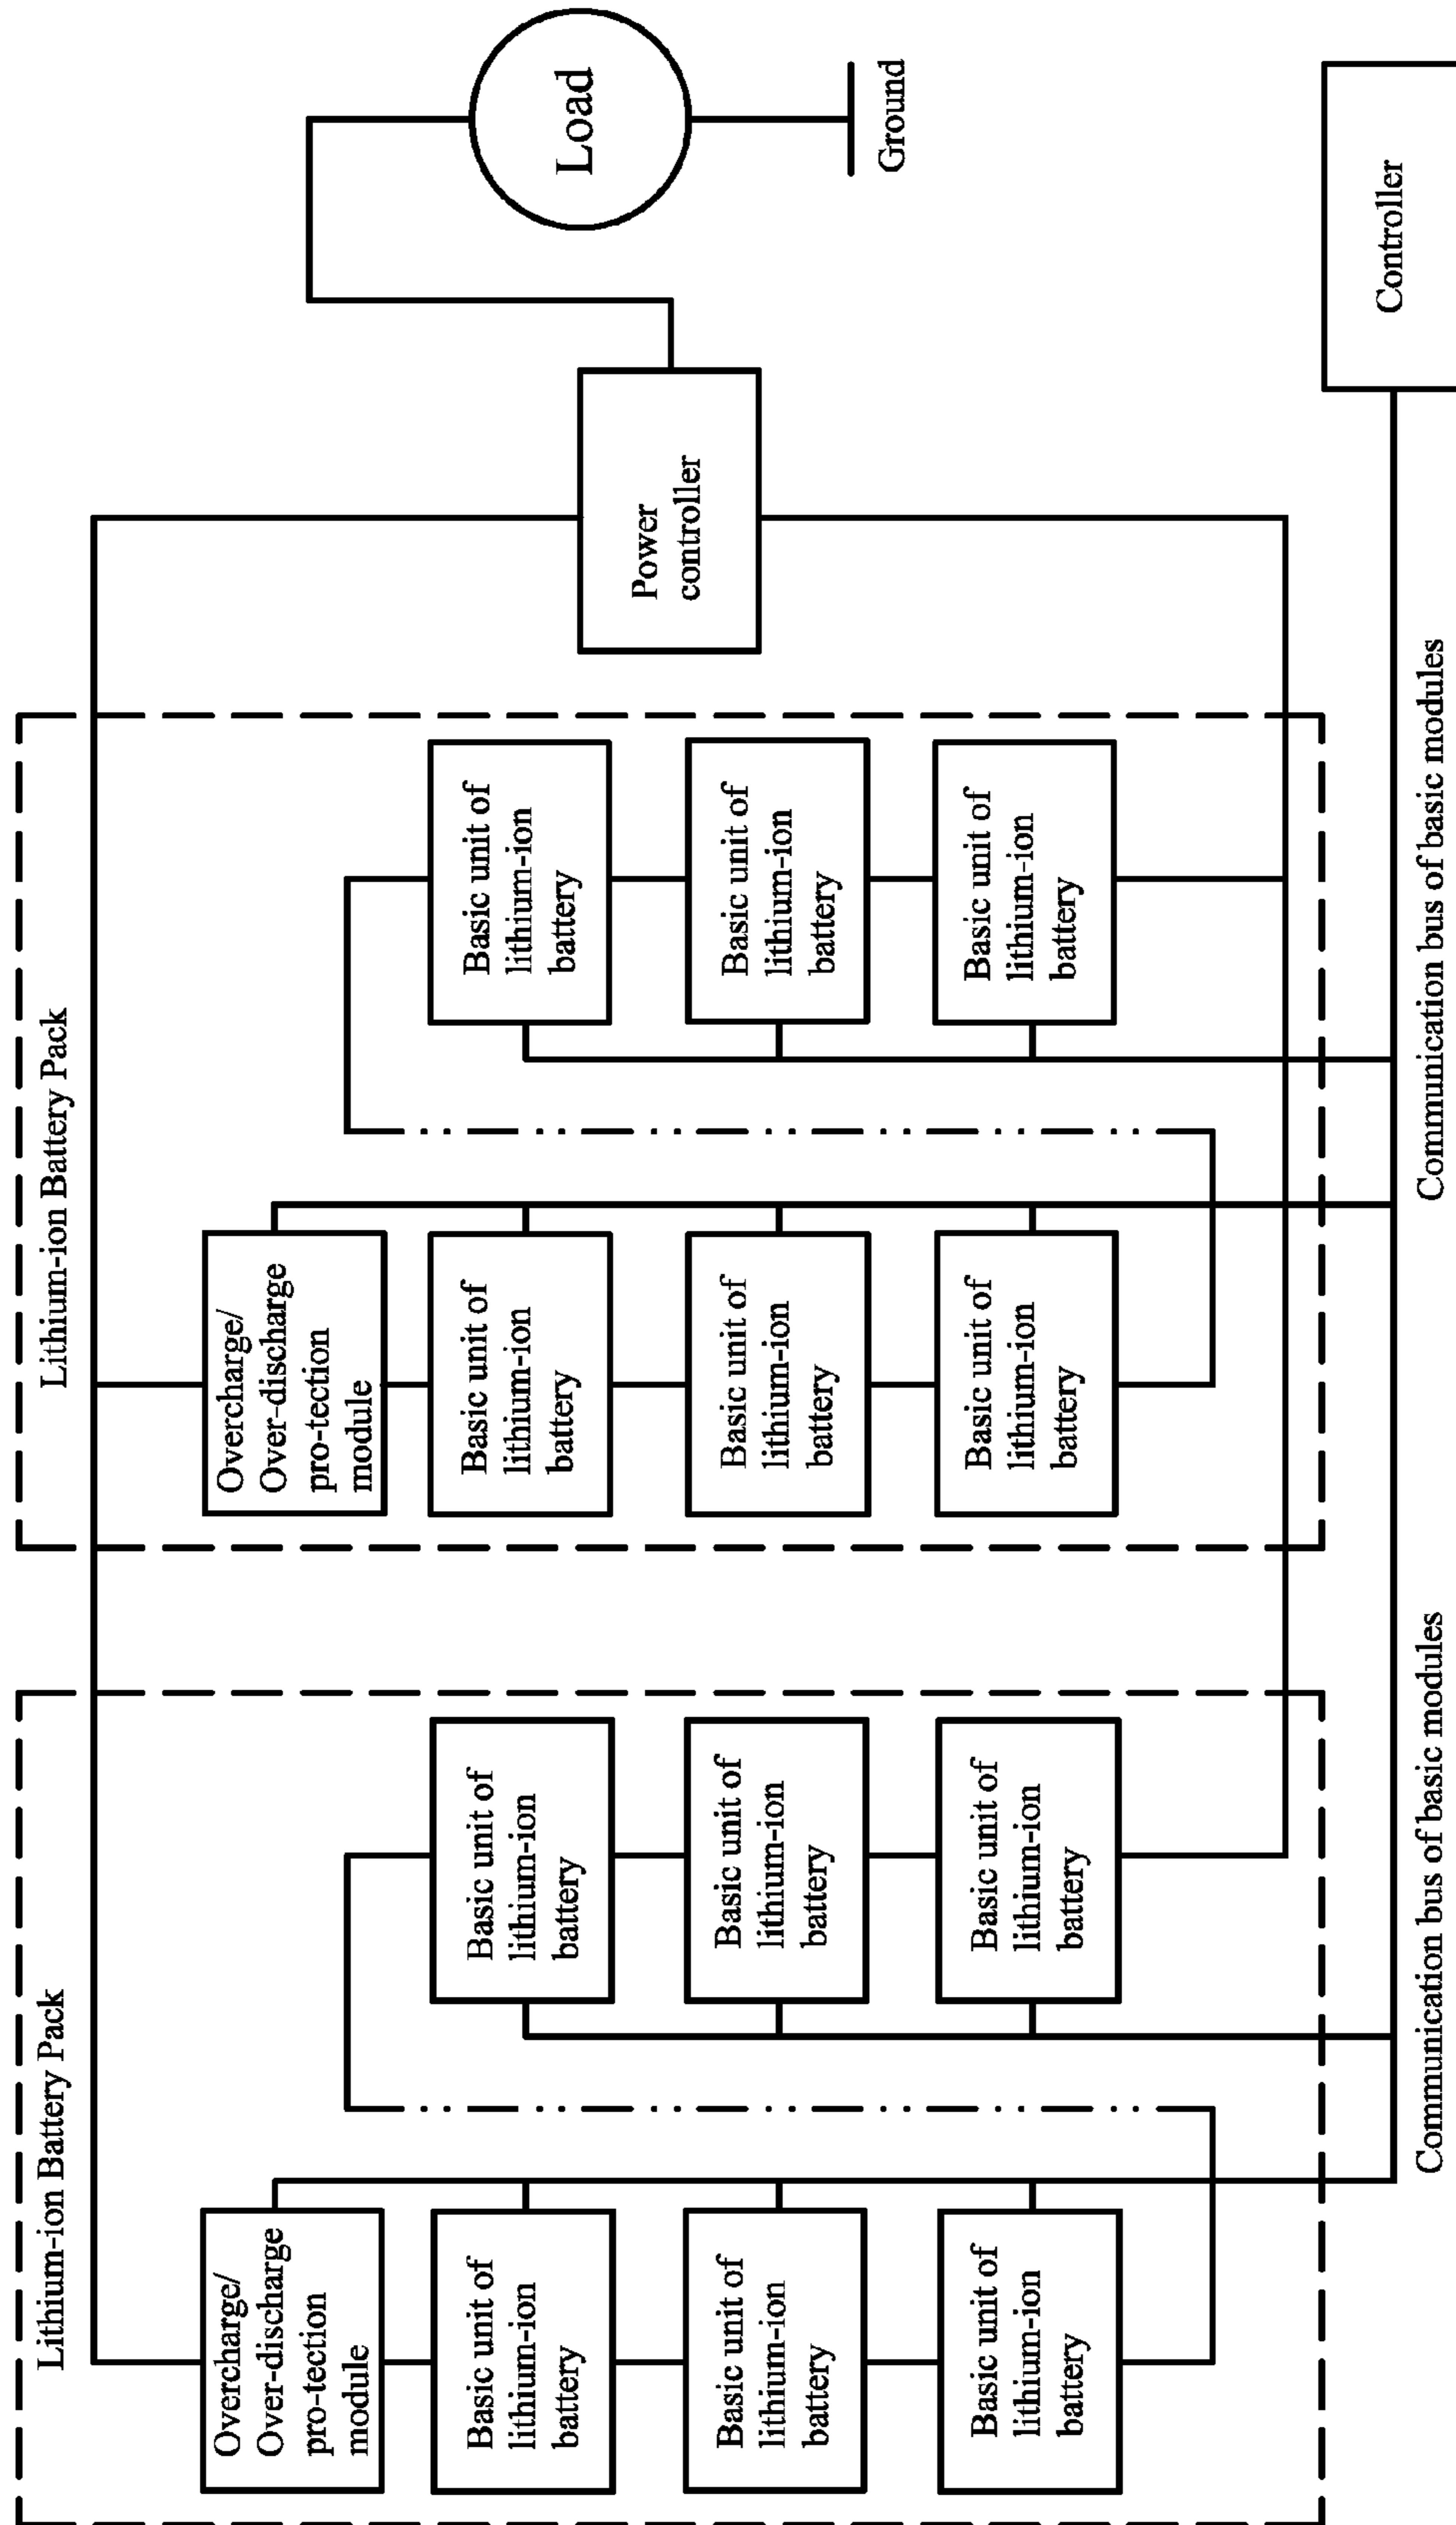 Lithium-ion Battery Pack
Overcharge/
Over-discharge
pro-tection
module
Basic unit of
lithium-ion
battery
Basic unit of
lithium-ion
battery
Basic unit of
lithium-ion
battery
Basic unit of
lithium-ion
battery
Basic unit of
lithium-ion
battery
Basic unit of
lithium-ion
battery
Communication bus of basic modules
Lithium-ion Battery Pack
Overcharge/
Over-discharge
pro-tection
module
Basic unit of
lithium-ion
battery
Basic unit of
lithium-ion
battery
Basic unit of
lithium-ion
battery
Basic unit of
lithium-ion
battery
Basic unit of
lithium-ion
battery
Basic unit of
lithium-ion
battery
Communication bus of basic modules
Power
controller
Load
Ground
Controller